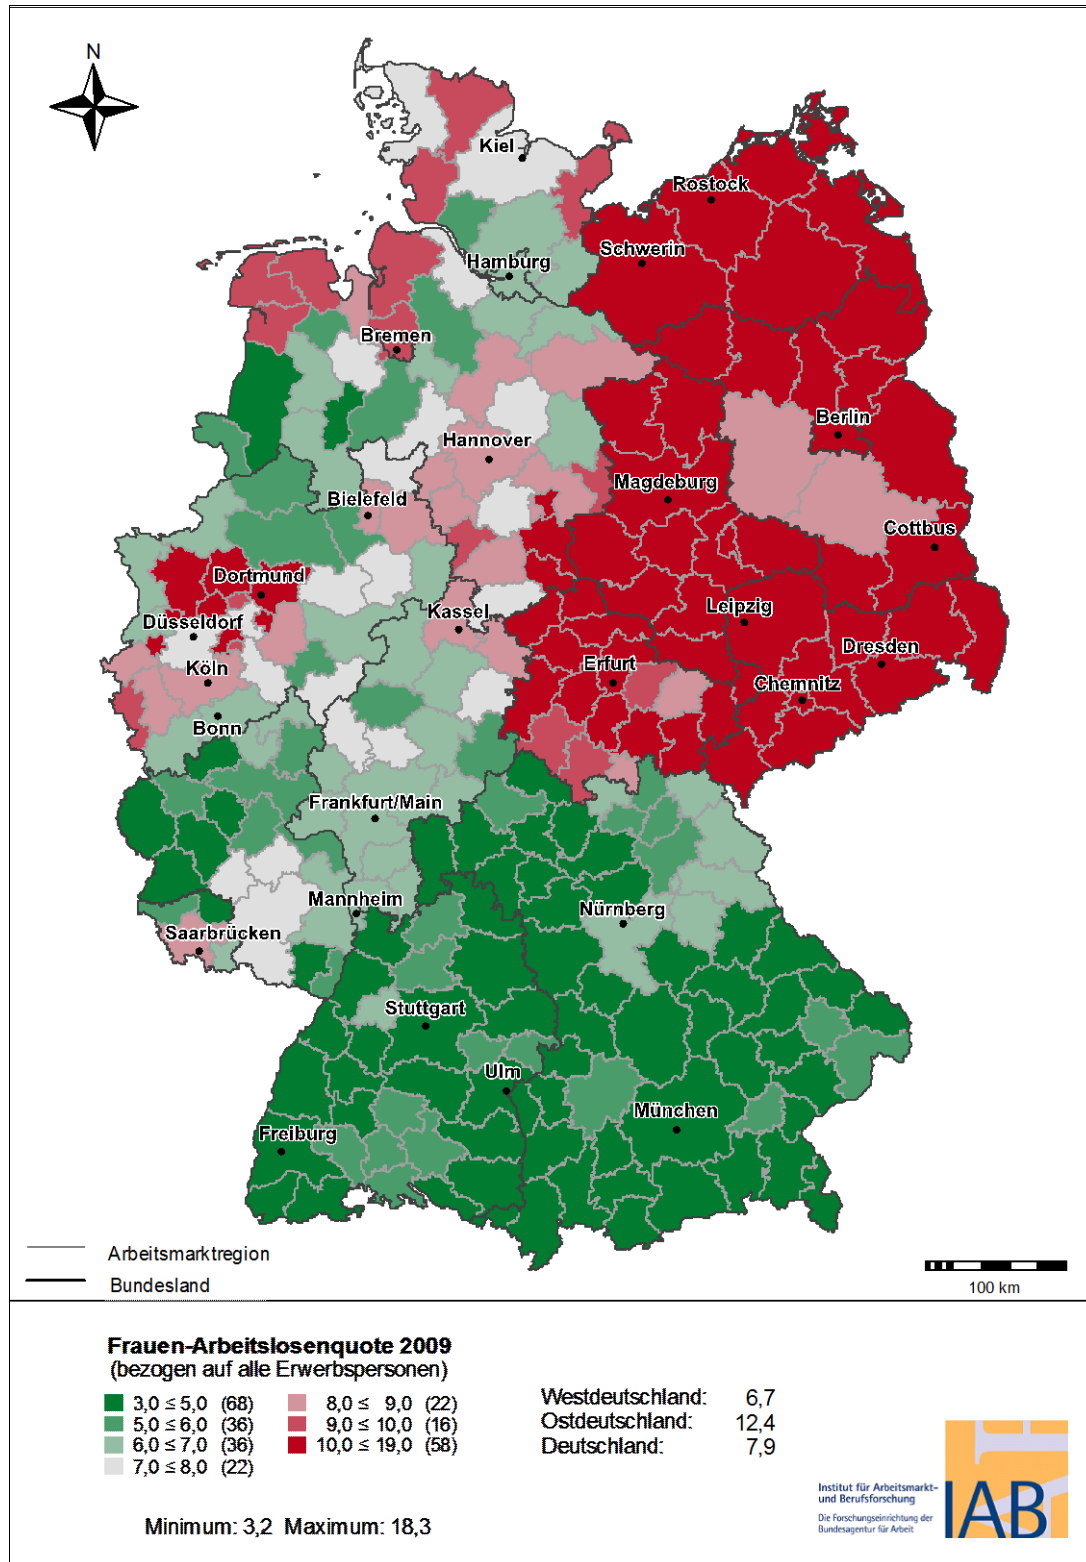 N
Kiel
Rostock
Schwerin
Hamburg
Bremen
Berlin
Hannover
Magdeburg
Bielefeld
Cottbus
Dortmund
Leipzig
Kassel
Düsseldorf
Dresden
Erfurt
Köln
Chemnitz
Bonn
Frankfurt/Main
Mannheim
Nürnberg
Saarbrücken
Stuttgart
Ulm
München
Freiburg
Arbeitsmarktregion
Bundesland
100 km
Frauen-Arbeitslosenquote 2009
(bezogen auf alle Erwerbspersonen)
3,0 ≤ 5,0 (68)
5,0 ≤ 6,0 (36)
6,0 ≤ 7,0 (36)
7,0 ≤ 8,0 (22)
8,0 ≤ 9,0 (22)
9,0 ≤ 10,0 (16)
10,0 ≤ 19,0 (58)
Westdeutschland: 6,7
Ostdeutschland: 12,4
Deutschland: 7,9
Minimum: 3,2 Maximum: 18,3
Institut für Arbeitsmarkt-
und Berufsforschung
Die Forschungseinrichtung der
Bundesagentur für Arbeit
IAB